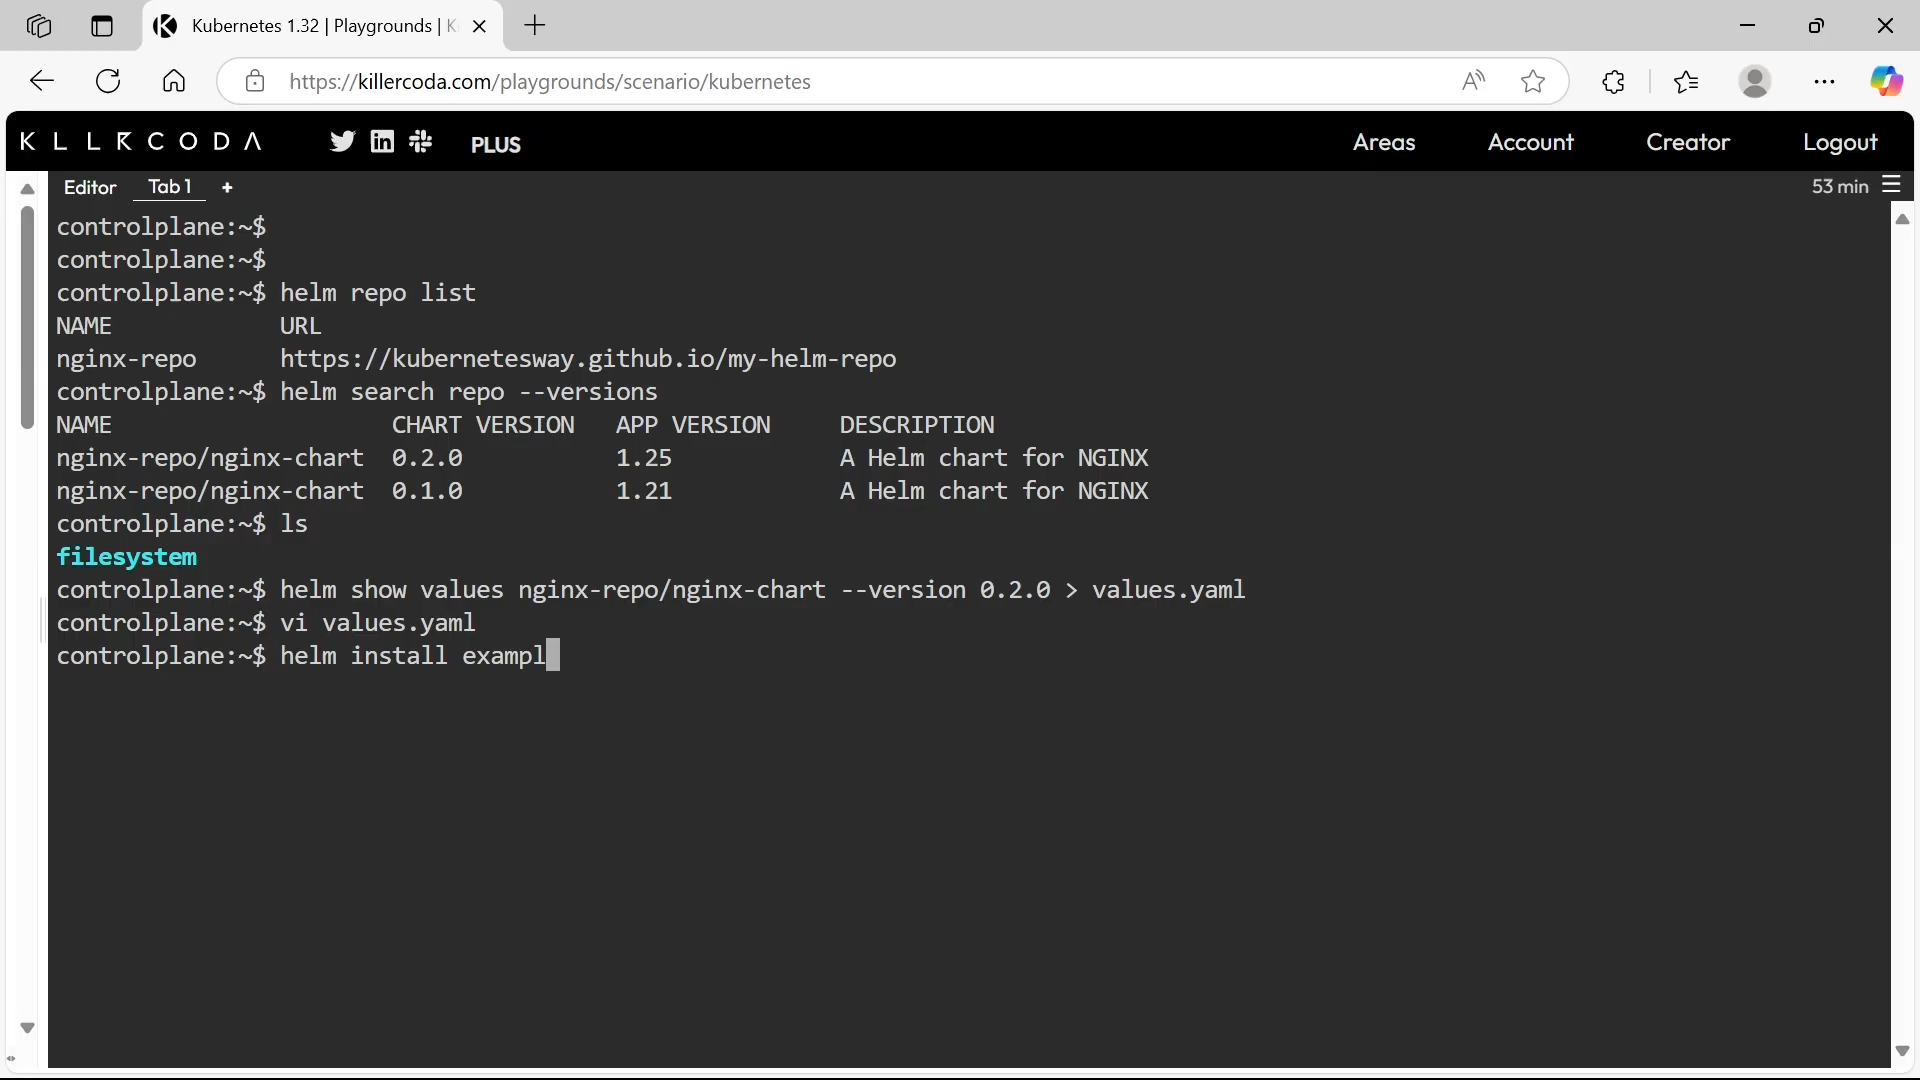 Kubernetes 1.32 | Playgrounds | K
https://killercoda.com/playgrounds/scenario/kubernetes
KLLRCODA PLUS Areas Account Creator Logout
Editor Tab 1 + 53 min
controlplane:~$
controlplane:~$
controlplane:~$ helm repo list
NAME URL
nginx-repo https://kubernetesway.github.io/my-helm-repo
controlplane:~$ helm search repo --versions
NAME CHART VERSION APP VERSION DESCRIPTION
nginx-repo/nginx-chart 0.2.0 1.25 A Helm chart for NGINX
nginx-repo/nginx-chart 0.1.0 1.21 A Helm chart for NGINX
controlplane:~$ ls
filesystem
controlplane:~$ helm show values nginx-repo/nginx-chart --version 0.2.0 > values.yaml
controlplane:~$ vi values.yaml
controlplane:~$ helm install exampl